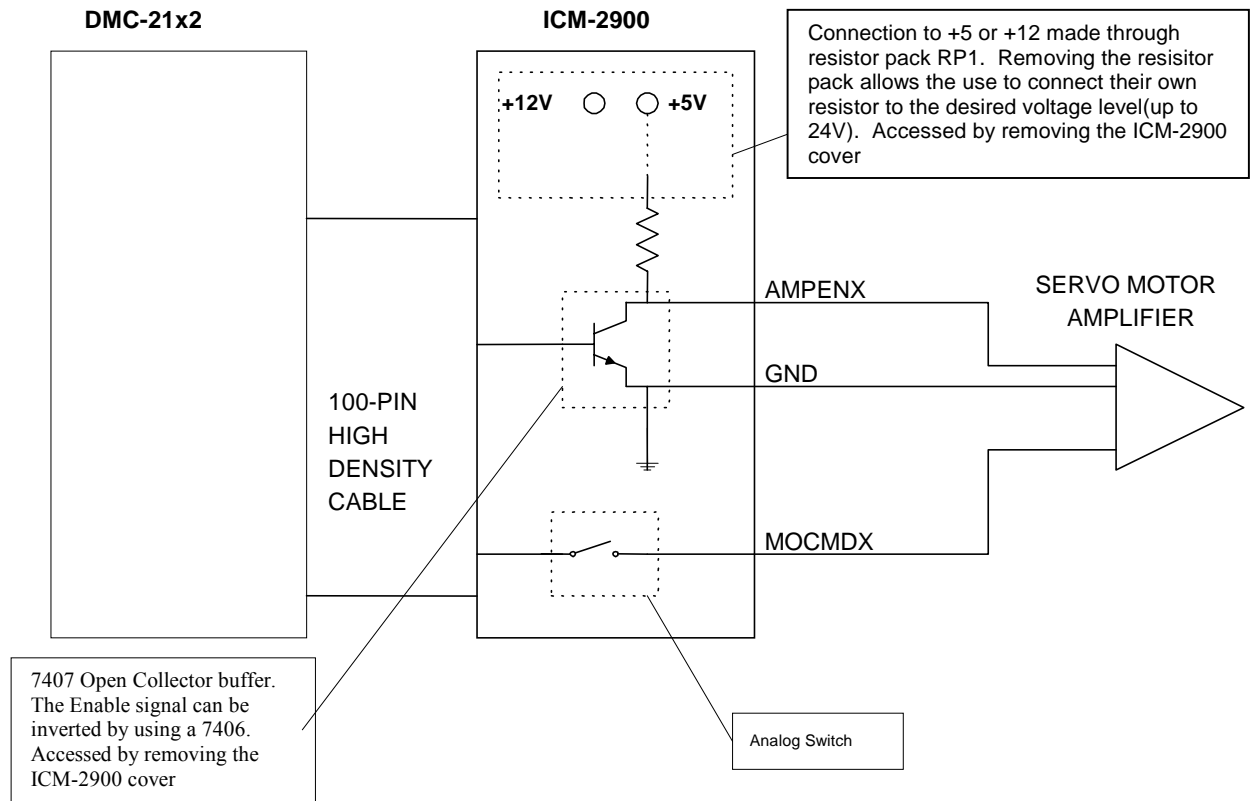 DMC-21x2
ICM-2900
Connection to +5 or +12 made through
resistor pack RP1. Removing the resisitor
pack allows the use to connect their own
resistor to the desired voltage level(up to
24V). Accessed by removing the ICM-2900
cover
+12V
+5V
AMPENX
SERVO MOTOR
AMPLIFIER
GND
100-PIN
HIGH
DENSITY
CABLE
MOCMDX
7407 Open Collector buffer.
The Enable signal can be
inverted by using a 7406.
Accessed by removing the
ICM-2900 cover
Analog Switch